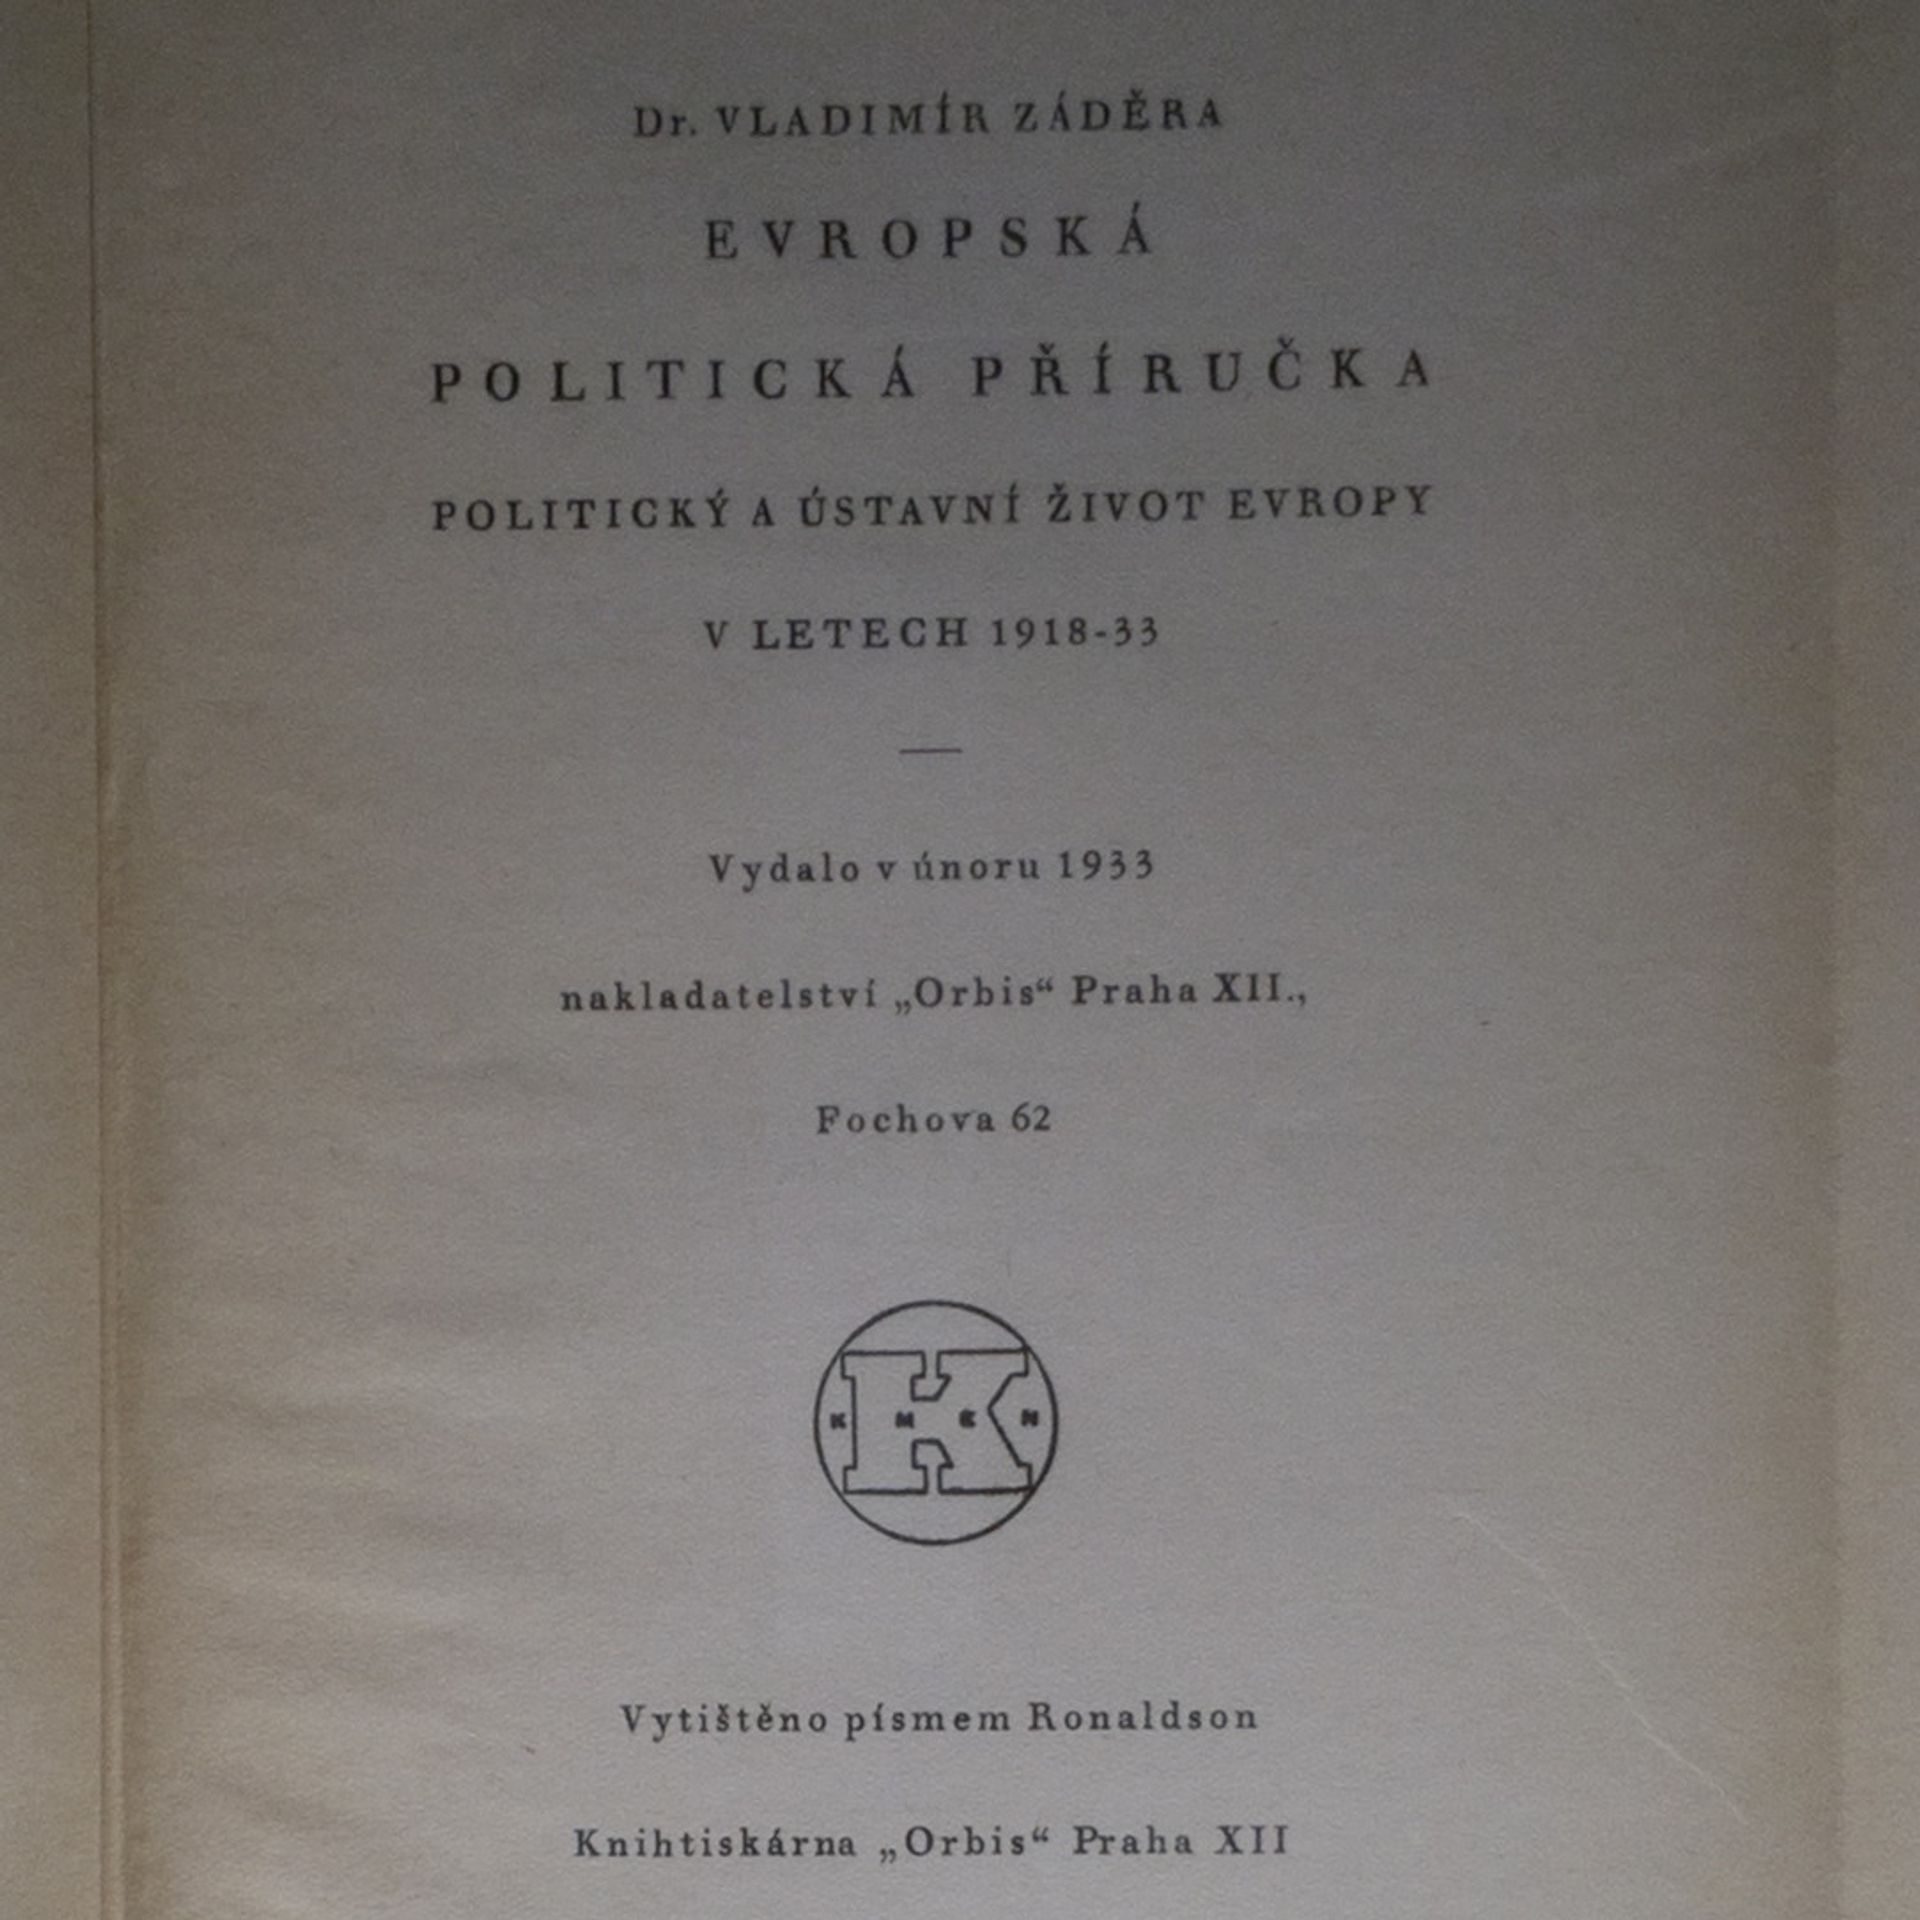 Dr. VLADIMÍR ZÁDĚRA
EVROPSKÁ
POLITICKÁ PŘÍRUČKA
POLITICKÝ A ÚSTAVNÍ ŽIVOT EVROPY
V LETECH 1918-33
Vydalo v únoru 1933
nakladatelství „Orbis“ Praha XII.,
Fochova 62
K M E N
Vytištěno písmem Ronaldson
Knihtiskárna „Orbis“ Praha XII